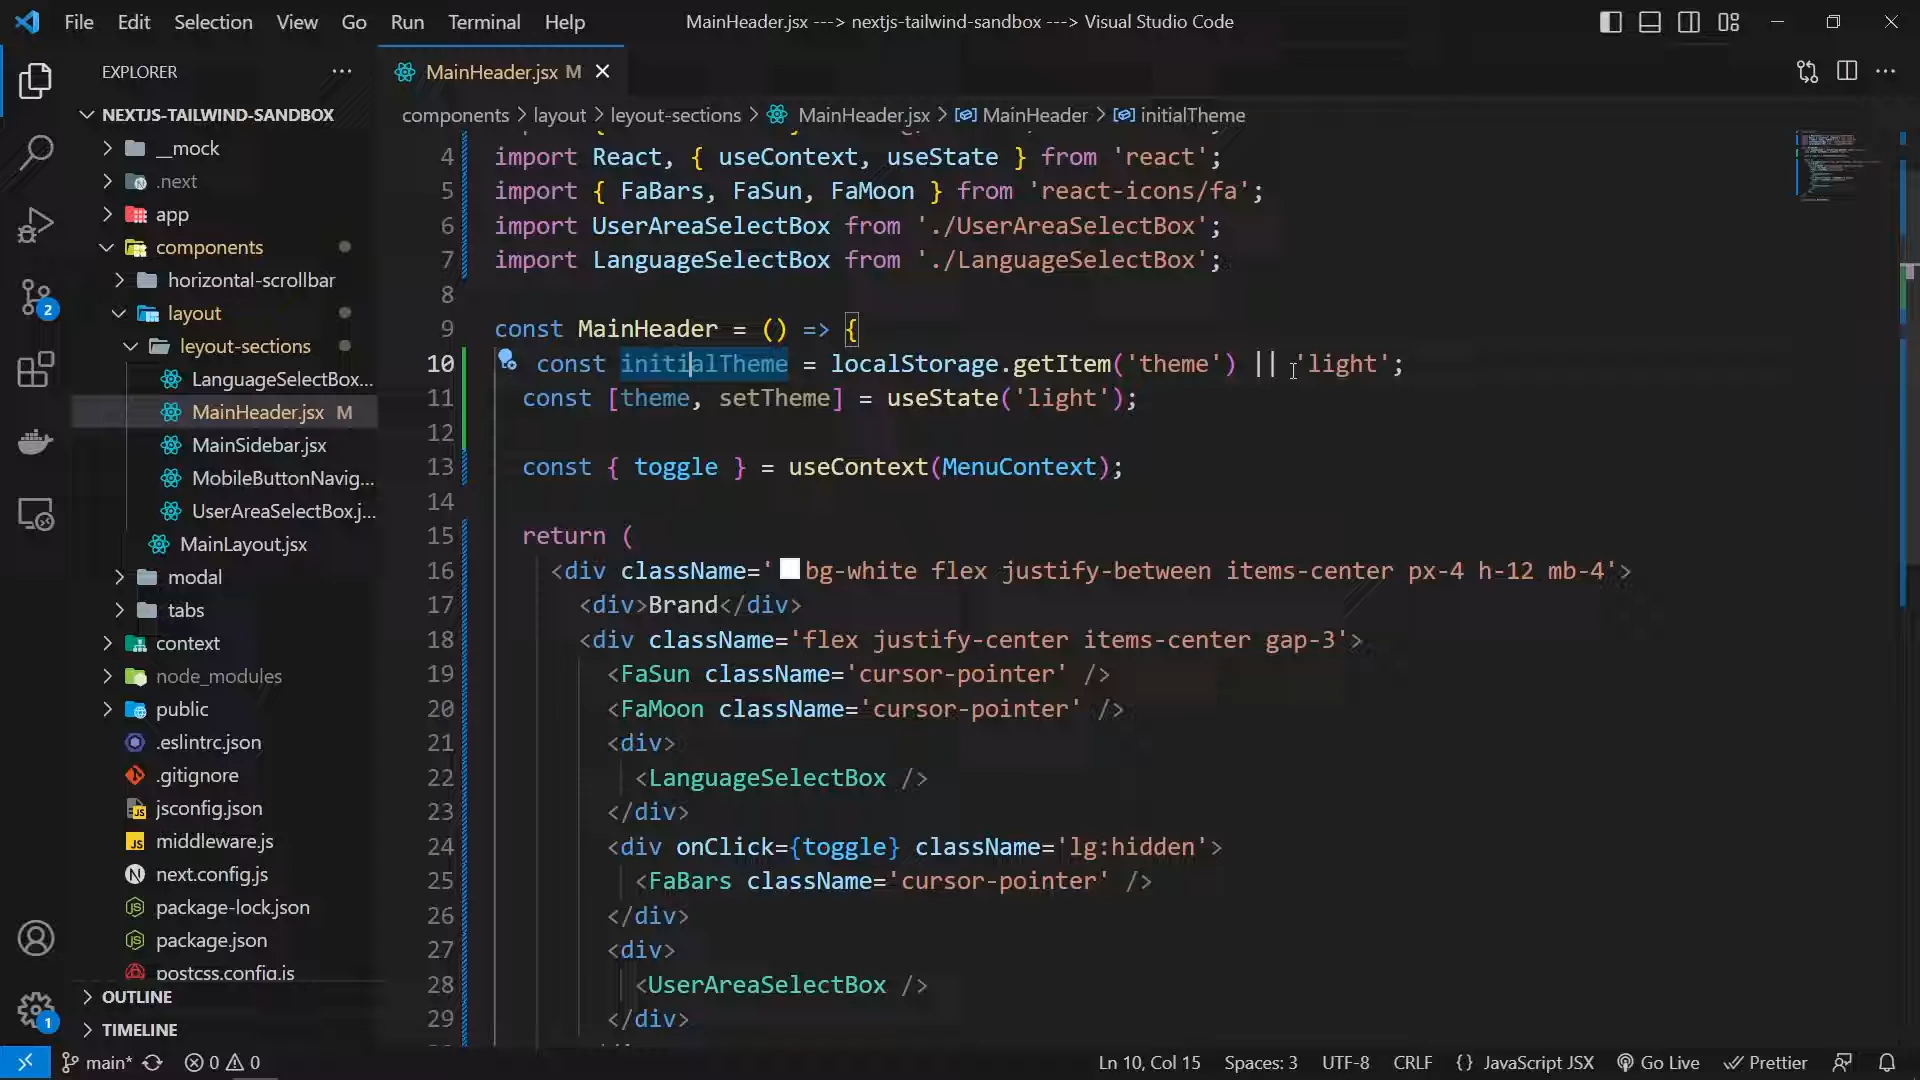 File Edit Selection View Go Run Terminal Help
MainHeader.jsx ---> nextjs-tailwind-sandbox ---> Visual Studio Code
EXPLORER
NEXTJS-TAILWIND-SANDBOX
__mock
.next
app
components
horizontal-scrollbar
layout
leyout-sections
LanguageSelectBox...
MainHeader.jsx M
MainSidebar.jsx
MobileButtonNavig...
UserAreaSelectBox.j...
MainLayout.jsx
modal
tabs
context
node_modules
public
.eslintrc.json
.gitignore
jsconfig.json
middleware.js
next.config.js
package-lock.json
package.json
postcss.config.js
OUTLINE
TIMELINE
2
1
MainHeader.jsx M
components > layout > leyout-sections > MainHeader.jsx > MainHeader > initialTheme
4 import React, { useContext, useState } from 'react';
5 import { FaBars, FaSun, FaMoon } from 'react-icons/fa';
6 import UserAreaSelectBox from './UserAreaSelectBox';
7 import LanguageSelectBox from './LanguageSelectBox';
8
9 const MainHeader = () => {
10 const initialTheme = localStorage.getItem('theme') || 'light';
11 const [theme, setTheme] = useState('light');
12
13 const { toggle } = useContext(MenuContext);
14
15 return (
16 <div className='bg-white flex justify-between items-center px-4 h-12 mb-4'>
17 <div>Brand</div>
18 <div className='flex justify-center items-center gap-3'>
19 <FaSun className='cursor-pointer' />
20 <FaMoon className='cursor-pointer' />
21 <div>
22 <LanguageSelectBox />
23 </div>
24 <div onClick={toggle} className='lg:hidden'>
25 <FaBars className='cursor-pointer' />
26 </div>
27 <div>
28 <UserAreaSelectBox />
29 </div>
main* 0 0 Ln 10, Col 15 Spaces: 3 UTF-8 CRLF {} JavaScript JSX Go Live Prettier